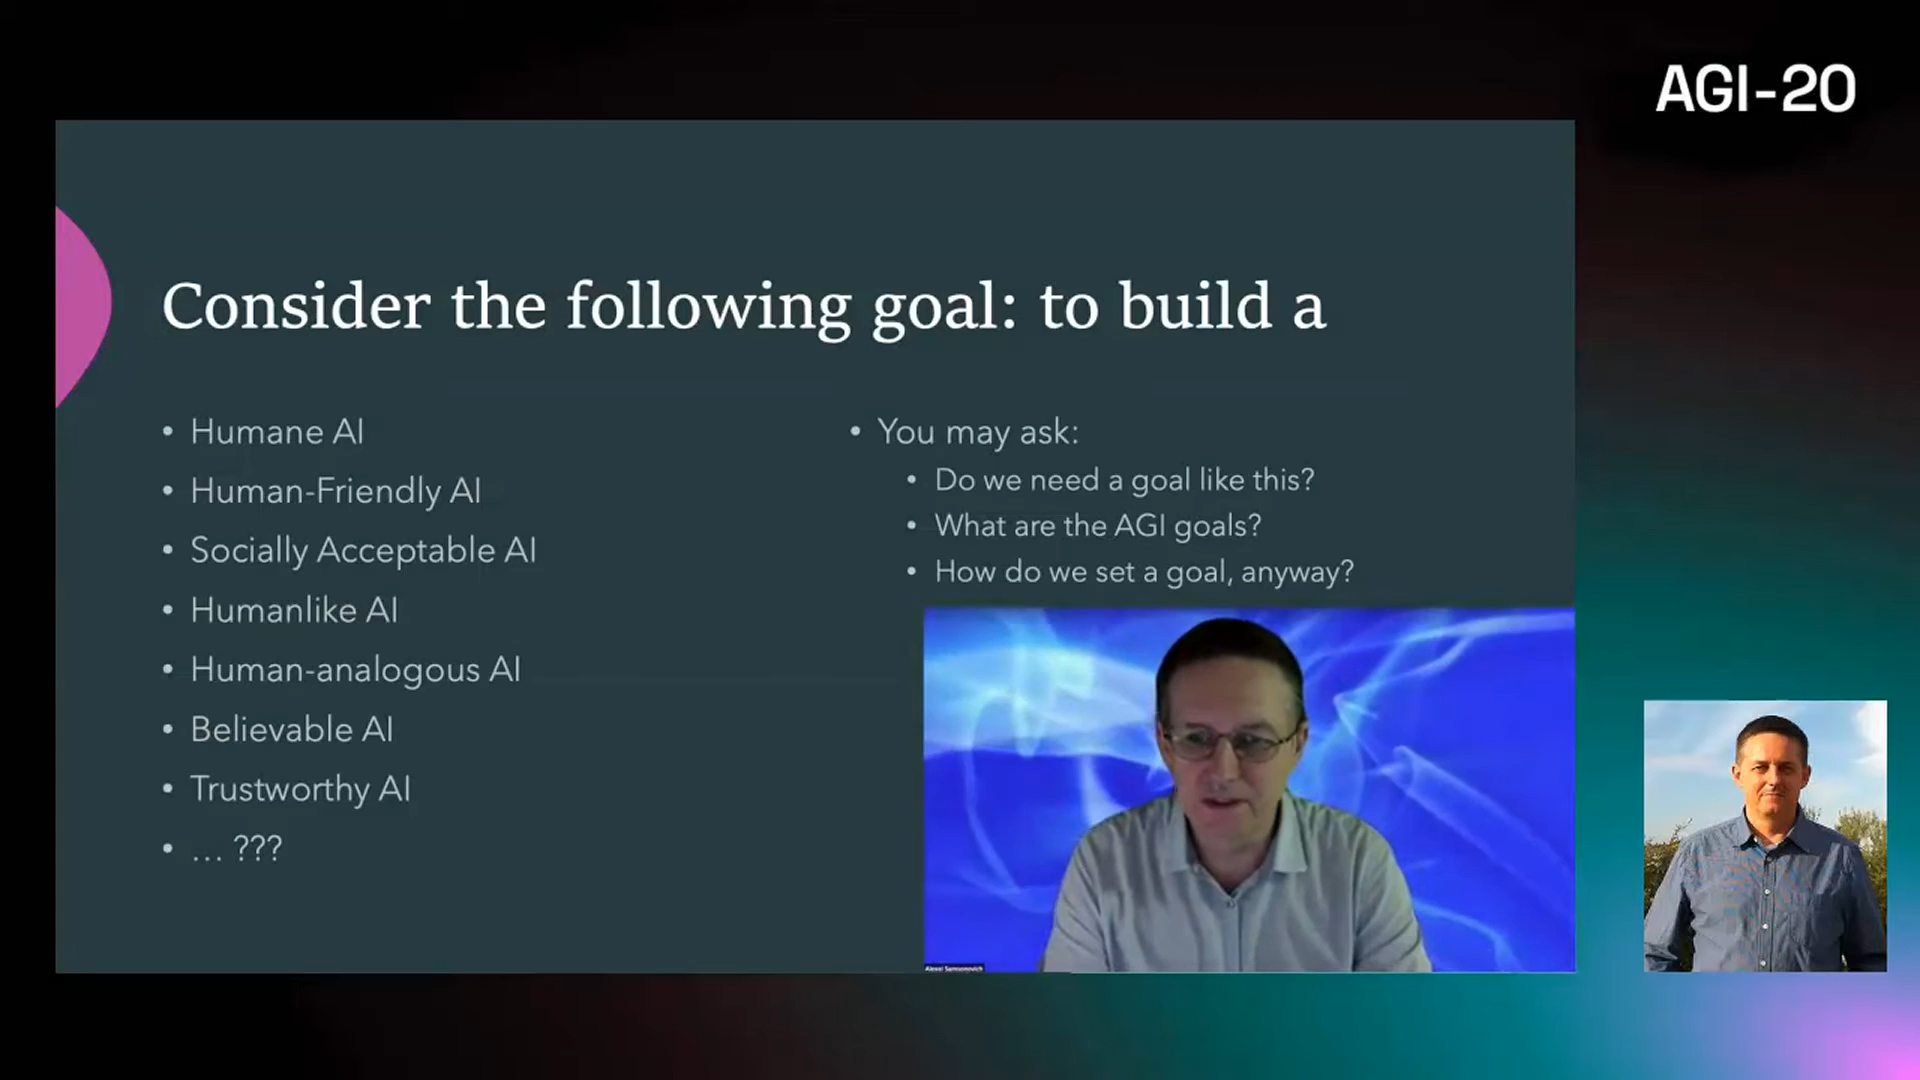 AGI-20
Consider the following goal: to build a
• Humane AI
• Human-Friendly AI
• Socially Acceptable AI
• Humanlike AI
• Human-analogous AI
• Believable AI
• Trustworthy AI
• ... ???
• You may ask:
• Do we need a goal like this?
• What are the AGI goals?
• How do we set a goal, anyway?
Alexei Samsonovich